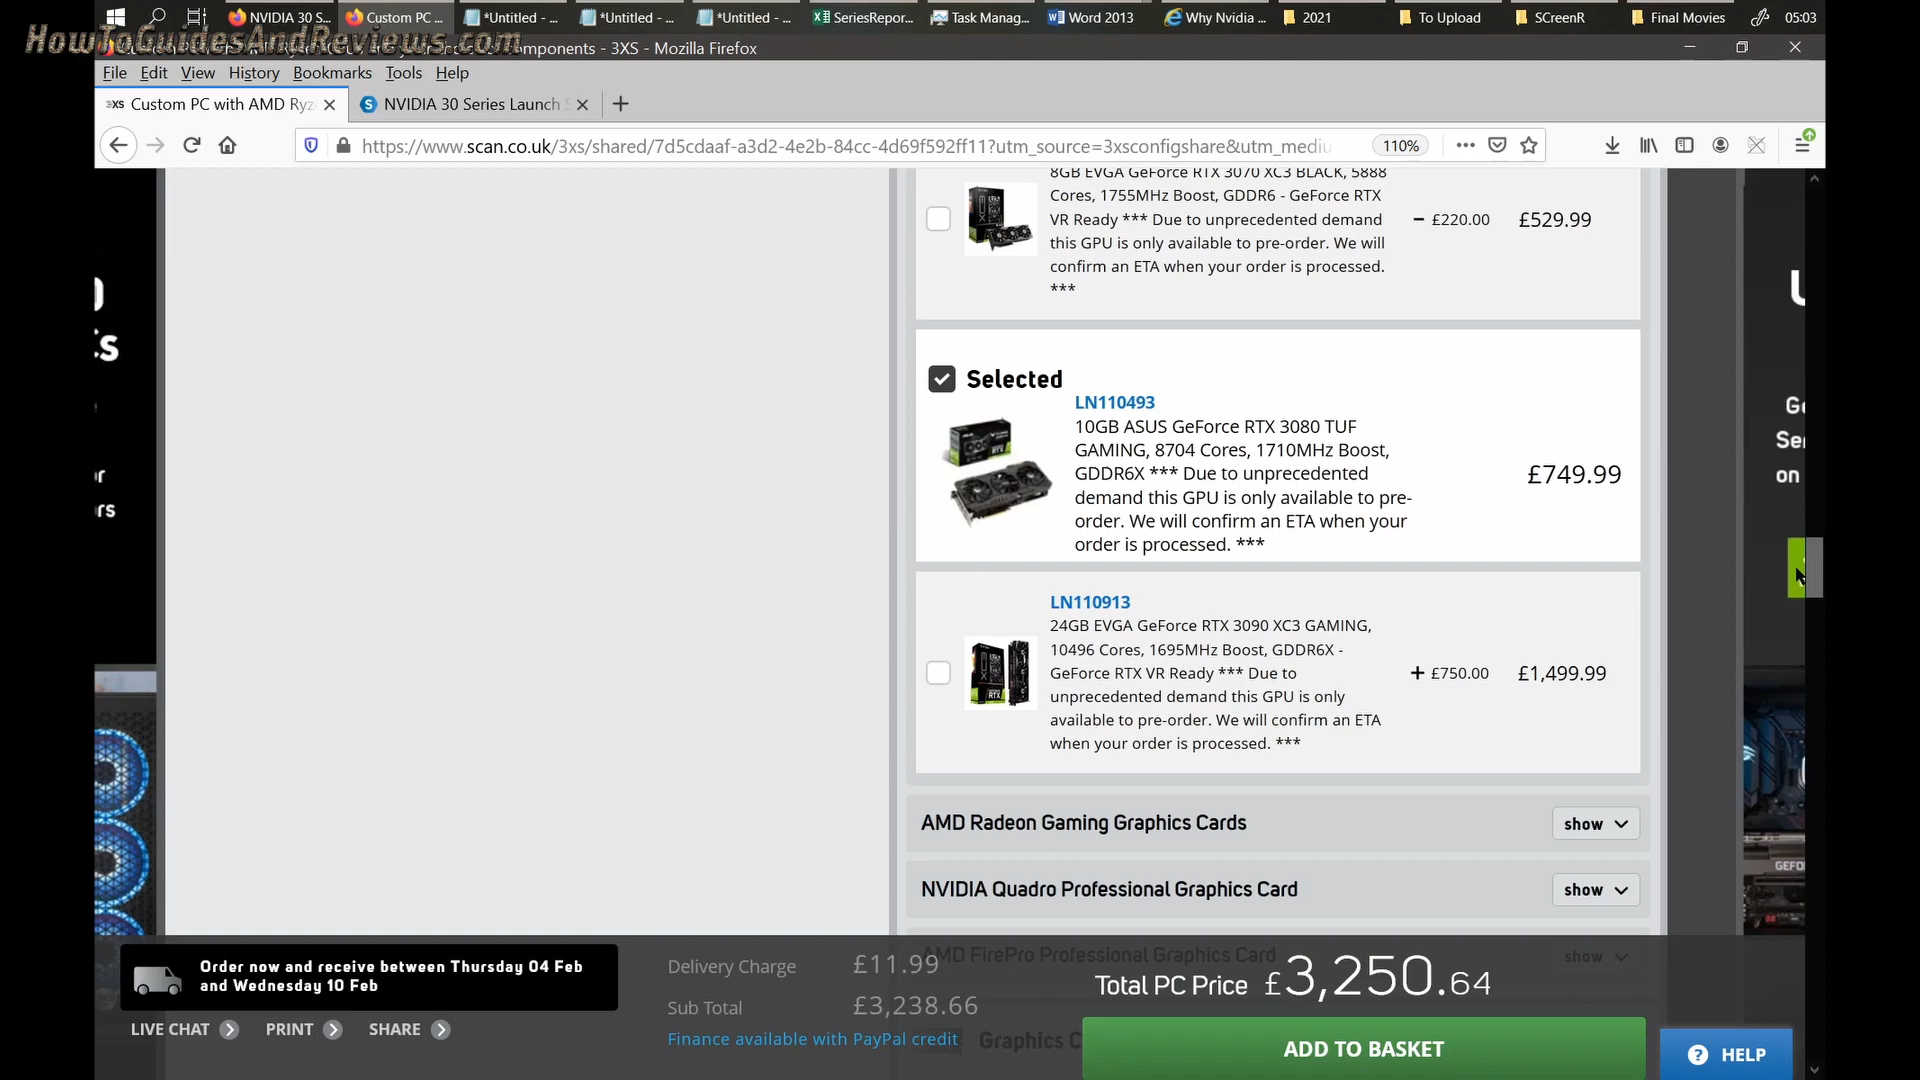 NVIDIA 30 S...
Custom PC ...
*Untitled - ...
*Untitled - ...
*Untitled - ...
SeriesRepor...
Task Manag...
Word 2013
Why Nvidia ...
2021
To Upload
SCreenR
Final Movies
05:03
HowToGuidesAndReviews.com
omponents - 3XS - Mozilla Firefox
File Edit View History Bookmarks Tools Help
3XS Custom PC with AMD Ryz
NVIDIA 30 Series Launch
https://www.scan.co.uk/3xs/shared/7d5cdaaf-a3d2-4e2b-84cc-4d69f592ff11?utm_source=3xsconfigshare&utm_mediu
110%
8GB EVGA GeForce RTX 3070 XC3 BLACK, 5888
Cores, 1755MHz Boost, GDDR6 - GeForce RTX
VR Ready *** Due to unprecedented demand
this GPU is only available to pre-order. We will
confirm an ETA when your order is processed.
***
− £220.00
£529.99
Selected
LN110493
10GB ASUS GeForce RTX 3080 TUF
GAMING, 8704 Cores, 1710MHz Boost,
GDDR6X *** Due to unprecedented
demand this GPU is only available to pre-
order. We will confirm an ETA when your
order is processed. ***
£749.99
LN110913
24GB EVGA GeForce RTX 3090 XC3 GAMING,
10496 Cores, 1695MHz Boost, GDDR6X -
GeForce RTX VR Ready *** Due to
unprecedented demand this GPU is only
available to pre-order. We will confirm an ETA
when your order is processed. ***
+ £750.00
£1,499.99
AMD Radeon Gaming Graphics Cards
show
NVIDIA Quadro Professional Graphics Card
show
AMD FirePro Professional Graphics Card
show
Order now and receive between Thursday 04 Feb
and Wednesday 10 Feb
LIVE CHAT
PRINT
SHARE
Delivery Charge £11.99
Sub Total £3,238.66
Finance available with PayPal credit
Graphics C
Total PC Price £3,250.64
ADD TO BASKET
? HELP